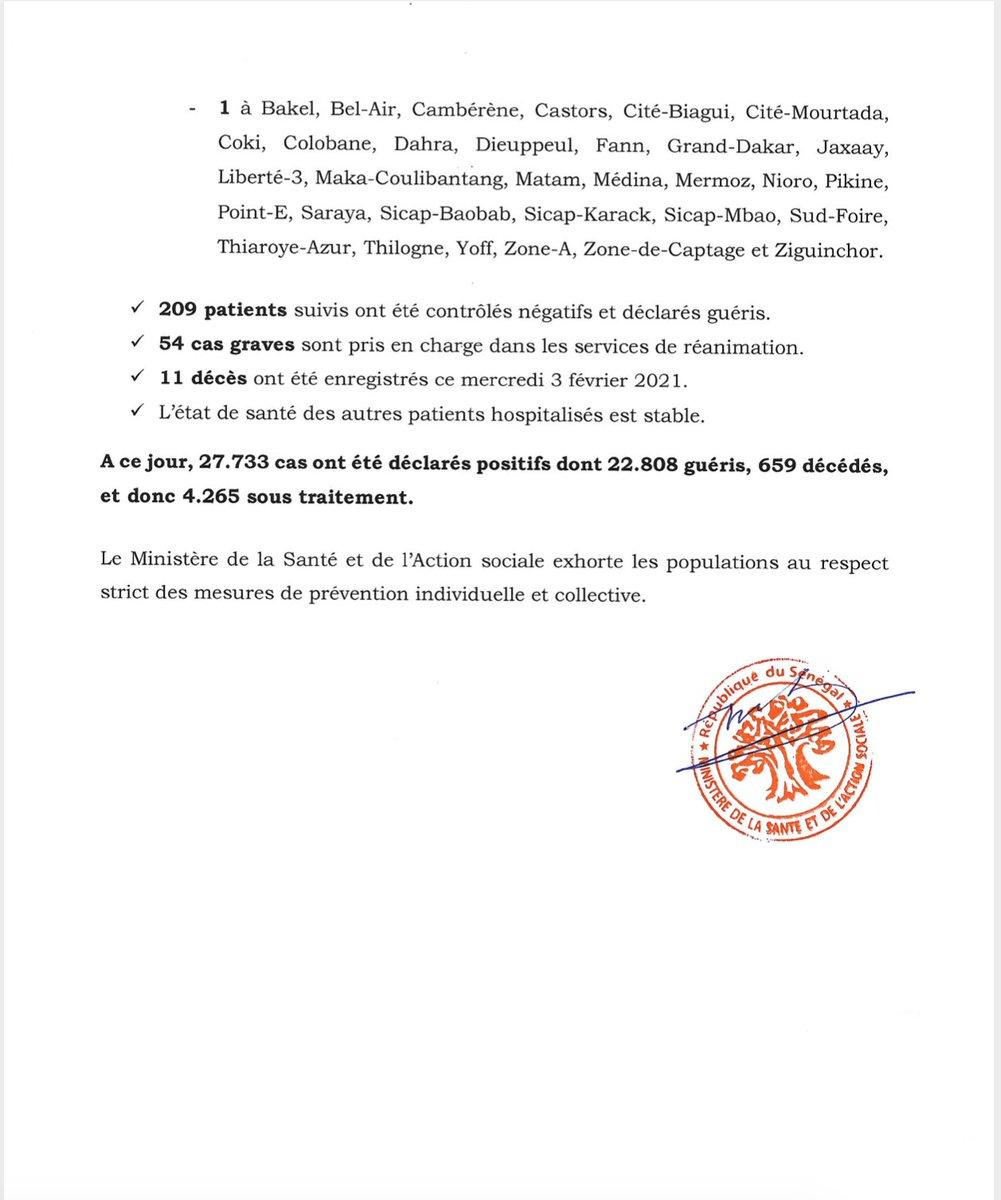 - 1 à Bakel, Bel-Air, Cambérène, Castors, Cité-Biagui, Cité-Mourtada,
Coki, Colobane, Dahra, Dieuppeul, Fann, Grand-Dakar, Jaxaay,
Liberté-3, Maka-Coulibantang, Matam, Médina, Mermoz, Nioro, Pikine,
Point-E, Saraya, Sicap-Baobab, Sicap-Karack, Sicap-Mbao, Sud-Foire,
Thiaroye-Azur, Thilogne, Yoff, Zone-A, Zone-de-Captage et Ziguinchor.
✓ 209 patients suivis ont été contrôlés négatifs et déclarés guéris.
✓ 54 cas graves sont pris en charge dans les services de réanimation.
✓ 11 décès ont été enregistrés ce mercredi 3 février 2021.
✓ L'état de santé des autres patients hospitalisés est stable.
A ce jour, 27.733 cas ont été déclarés positifs dont 22.808 guéris, 659 décédés,
et donc 4.265 sous traitement.
Le Ministère de la Santé et de l'Action sociale exhorte les populations au respect
strict des mesures de prévention individuelle et collective.
★ République du Sénégal ★
MINISTERE DE LA SANTE ET DE L'ACTION SOCIALE